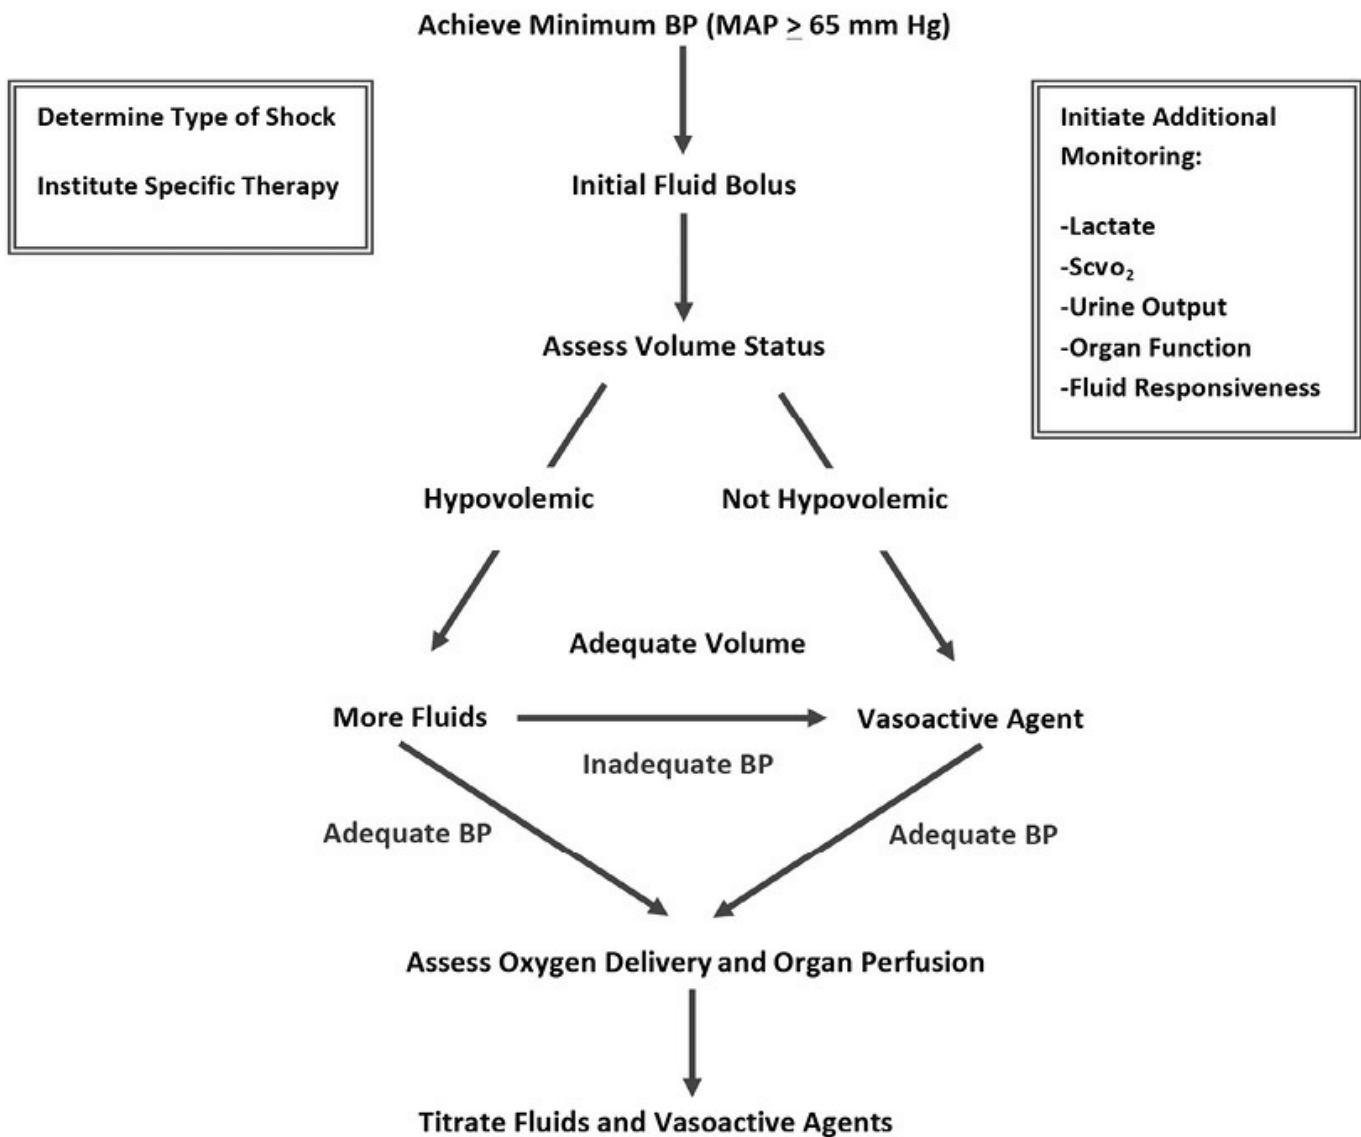 Achieve Minimum BP (MAP ≥ 65 mm Hg)
Determine Type of Shock
Institute Specific Therapy
Initiate Additional
Monitoring:
-Lactate
-Scvo₂
-Urine Output
-Organ Function
-Fluid Responsiveness
Initial Fluid Bolus
Assess Volume Status
Hypovolemic
Not Hypovolemic
Adequate Volume
More Fluids
Vasoactive Agent
Inadequate BP
Adequate BP
Adequate BP
Assess Oxygen Delivery and Organ Perfusion
Titrate Fluids and Vasoactive Agents